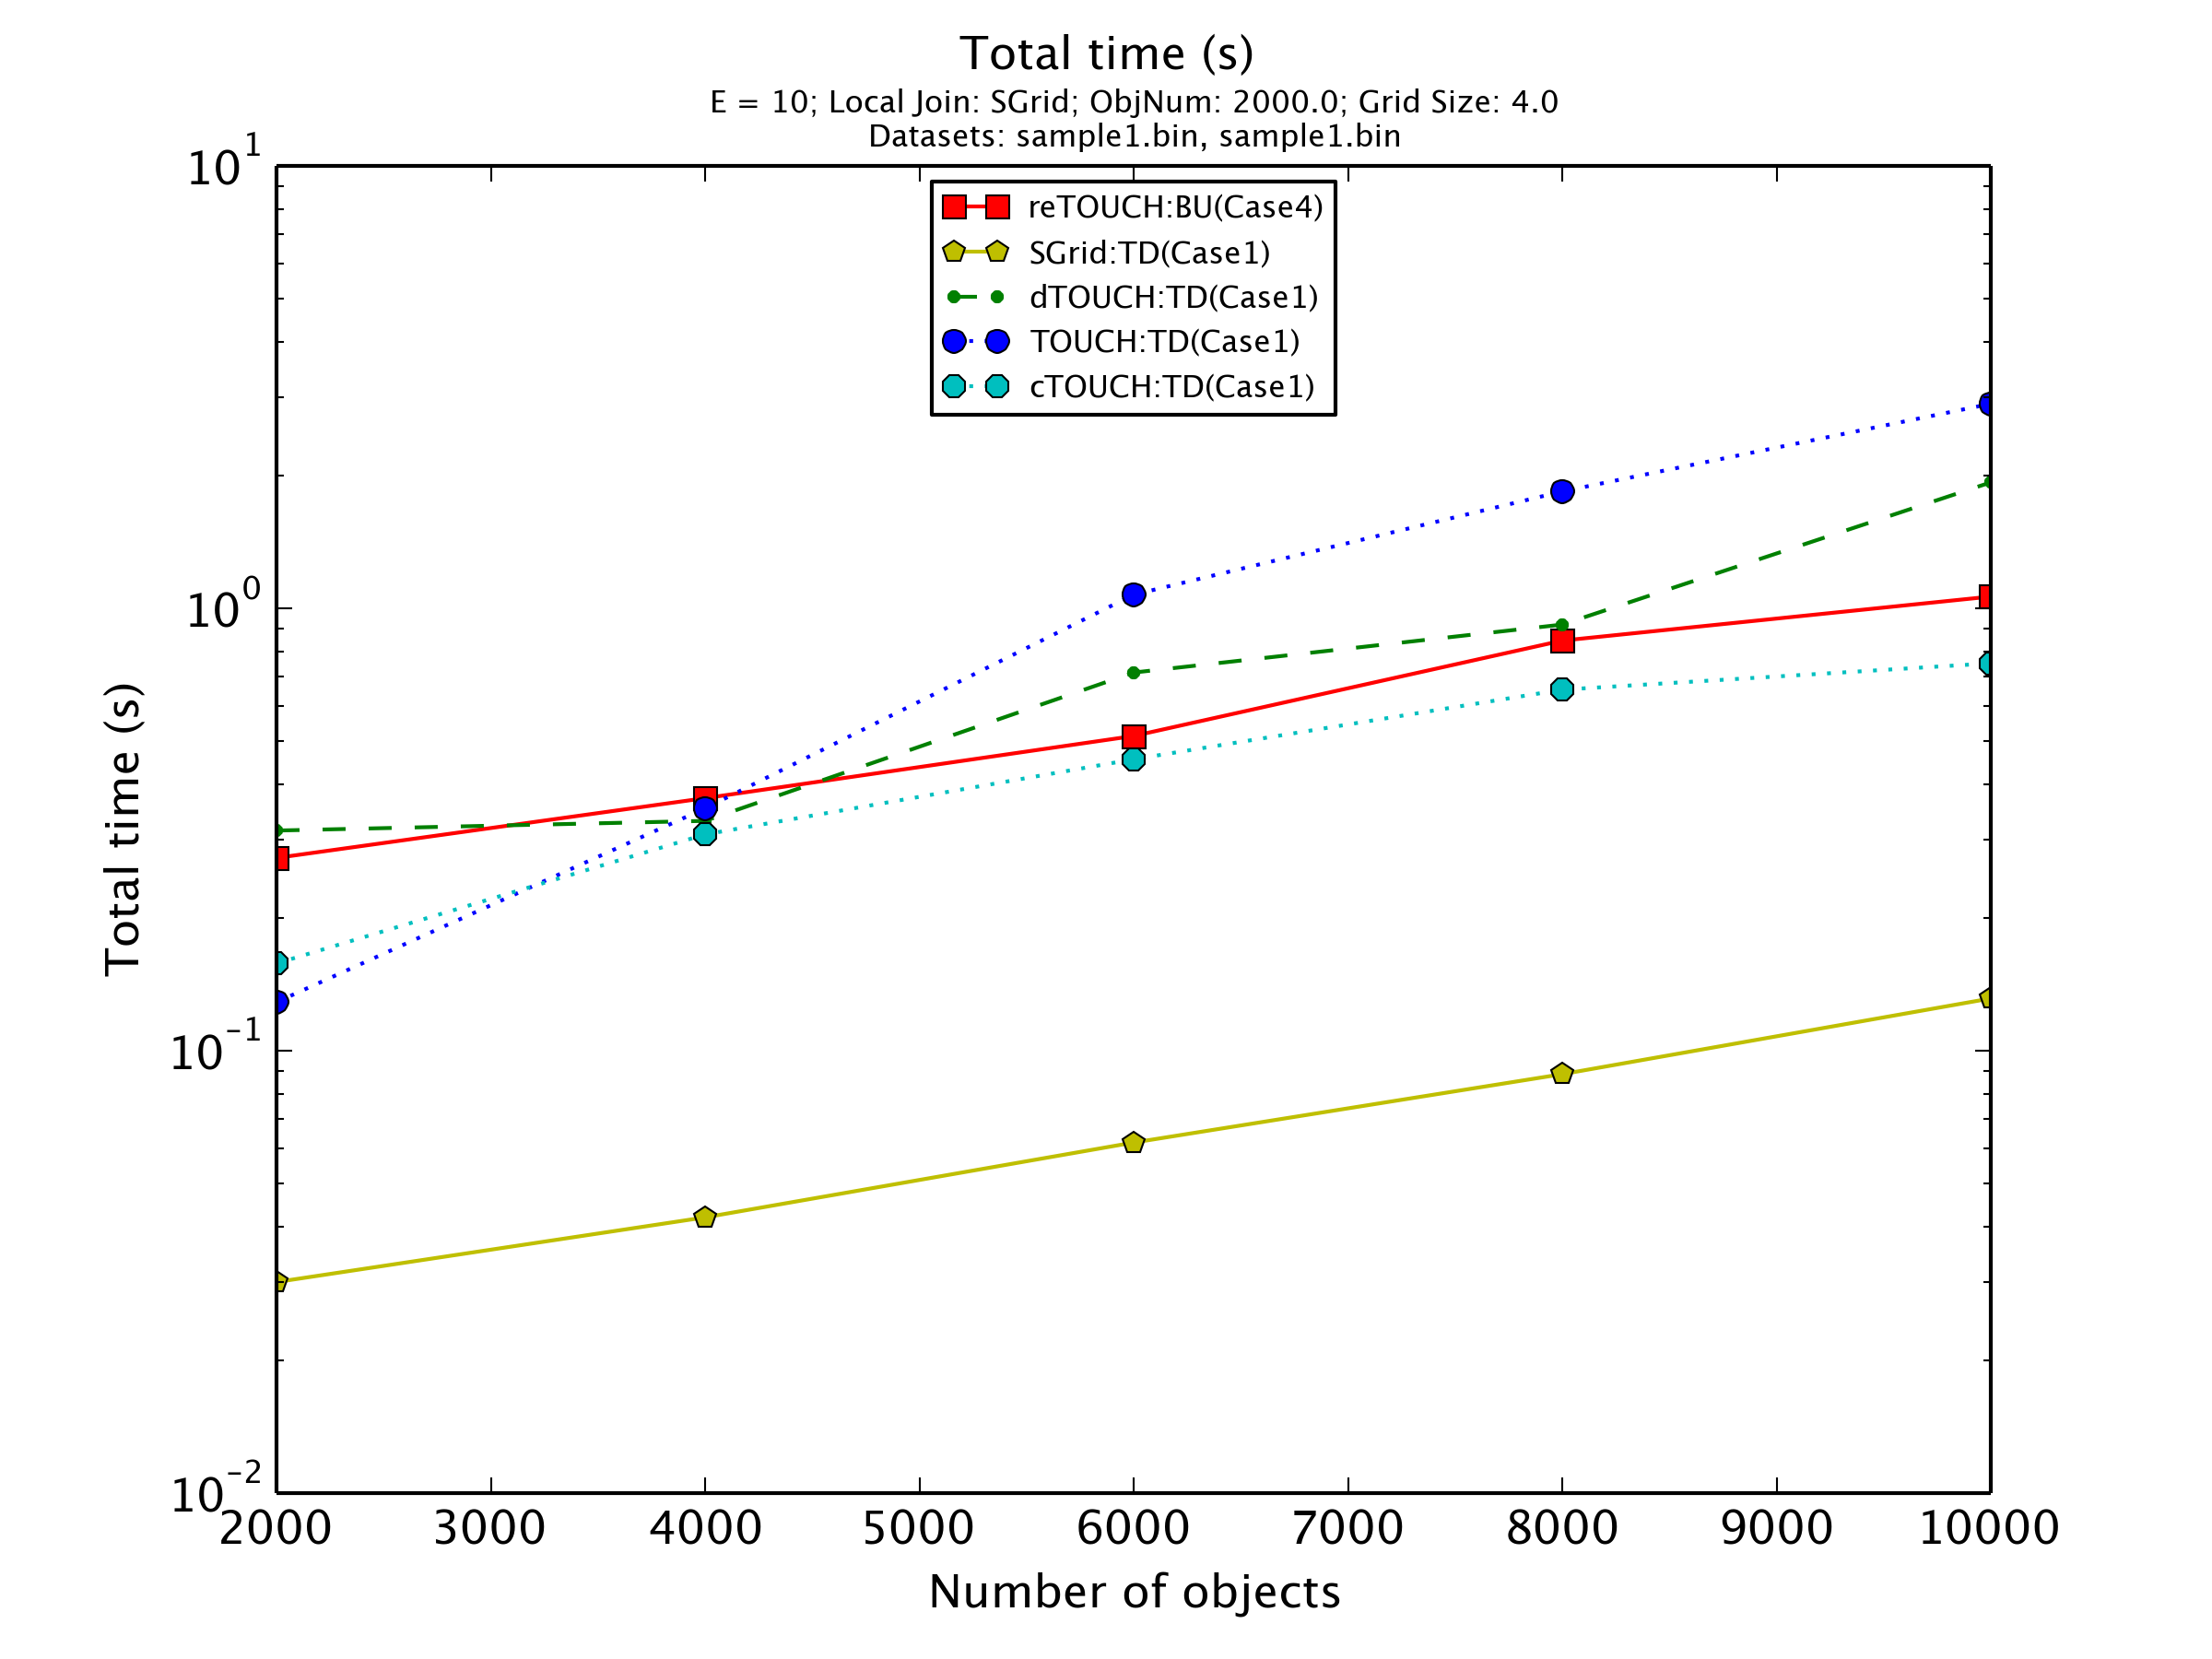 Total time (s)
E = 10; Local Join: SGrid; ObjNum: 2000.0; Grid Size: 4.0
Datasets: sample1.bin, sample1.bin
10^1
10^0
10^-1
10^-2
Total time (s)
reTOUCH:BU(Case4)
SGrid:TD(Case1)
dTOUCH:TD(Case1)
TOUCH:TD(Case1)
cTOUCH:TD(Case1)
2000 3000 4000 5000 6000 7000 8000 9000 10000
Number of objects